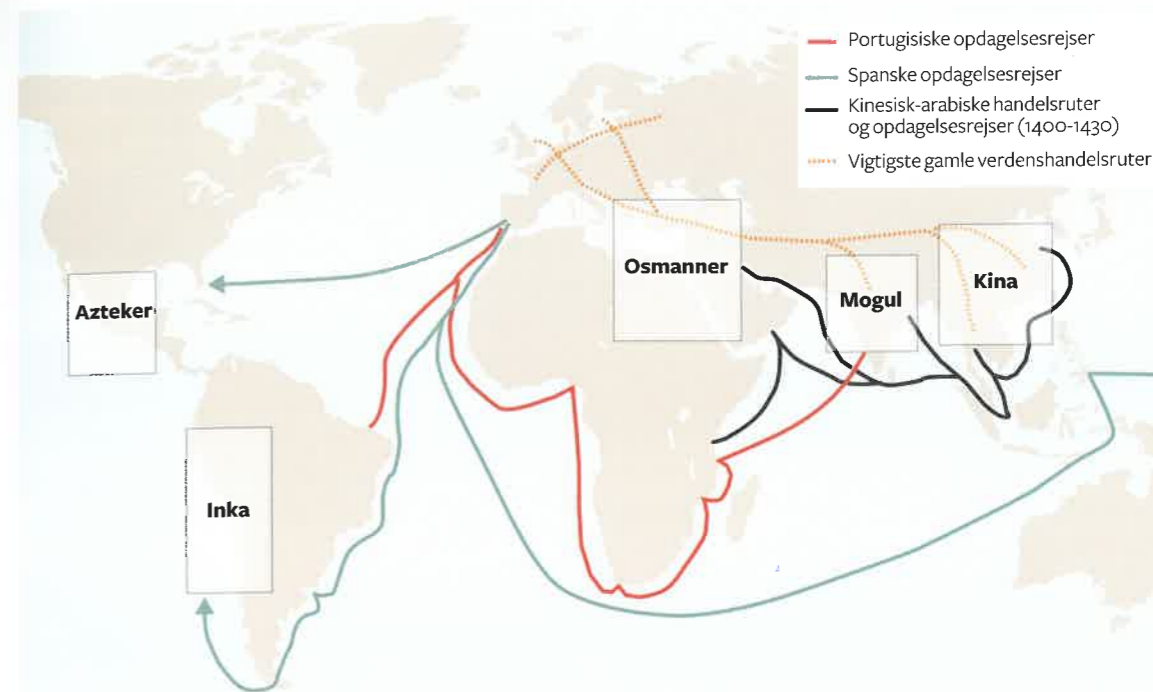 Portugisiske opdagelsesrejser
Spanske opdagelsesrejser
Kinesisk-arabiske handelsruter
og opdagelsesrejser (1400-1430)
Vigtigste gamle verdenshandelsruter
Osmanner
Kina
Mogul
Azteker
Inka